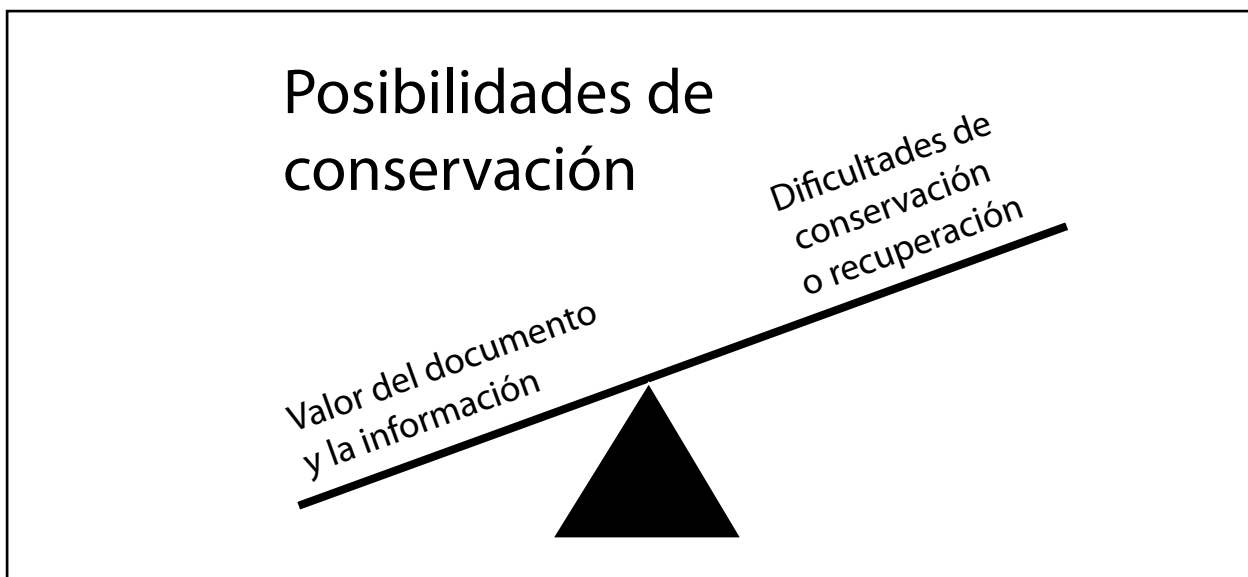 Posibilidades de
conservación
Dificultades de
conservación
o recuperación
Valor del documento
y la información